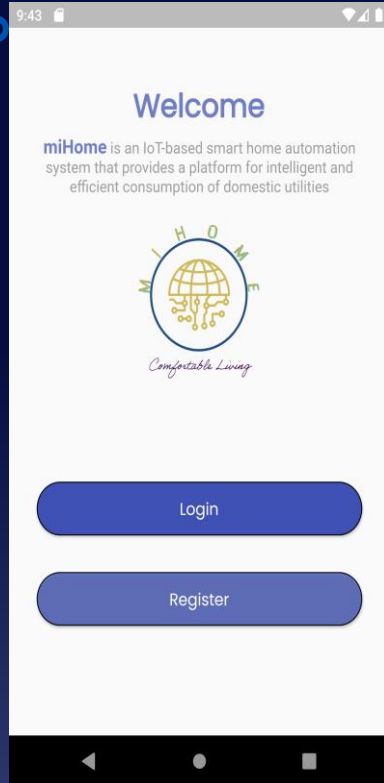 9:43
Welcome
miHome is an IoT-based smart home automation
system that provides a platform for intelligent and
efficient consumption of domestic utilities
MIHOME
Comfortable Living
Login
Register